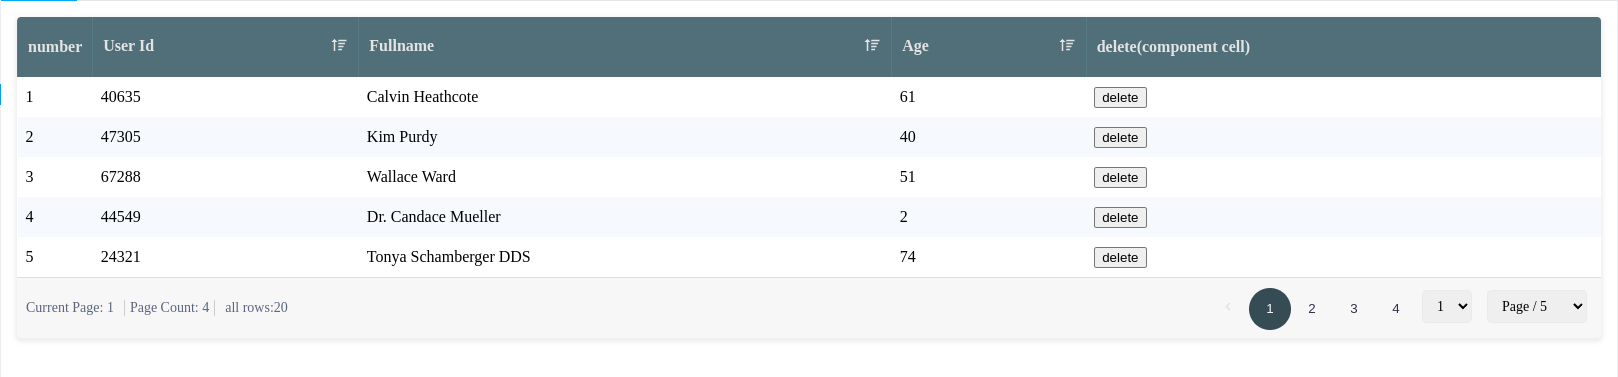 number User Id Fullname Age delete(component cell)
1 40635 Calvin Heathcote 61 delete
2 47305 Kim Purdy 40 delete
3 67288 Wallace Ward 51 delete
4 44549 Dr. Candace Mueller 2 delete
5 24321 Tonya Schamberger DDS 74 delete
Current Page: 1 Page Count: 4 all rows:20 ‹ 1 2 3 4 1 Page / 5